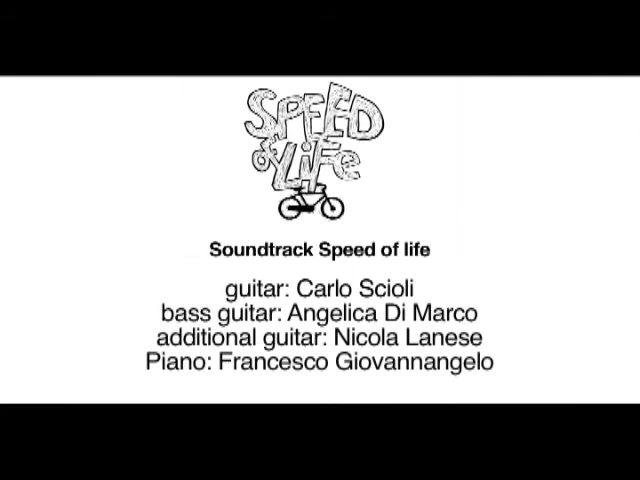 SPEED
of LiFe
Soundtrack Speed of life
guitar: Carlo Scioli
bass guitar: Angelica Di Marco
additional guitar: Nicola Lanese
Piano: Francesco Giovannangelo